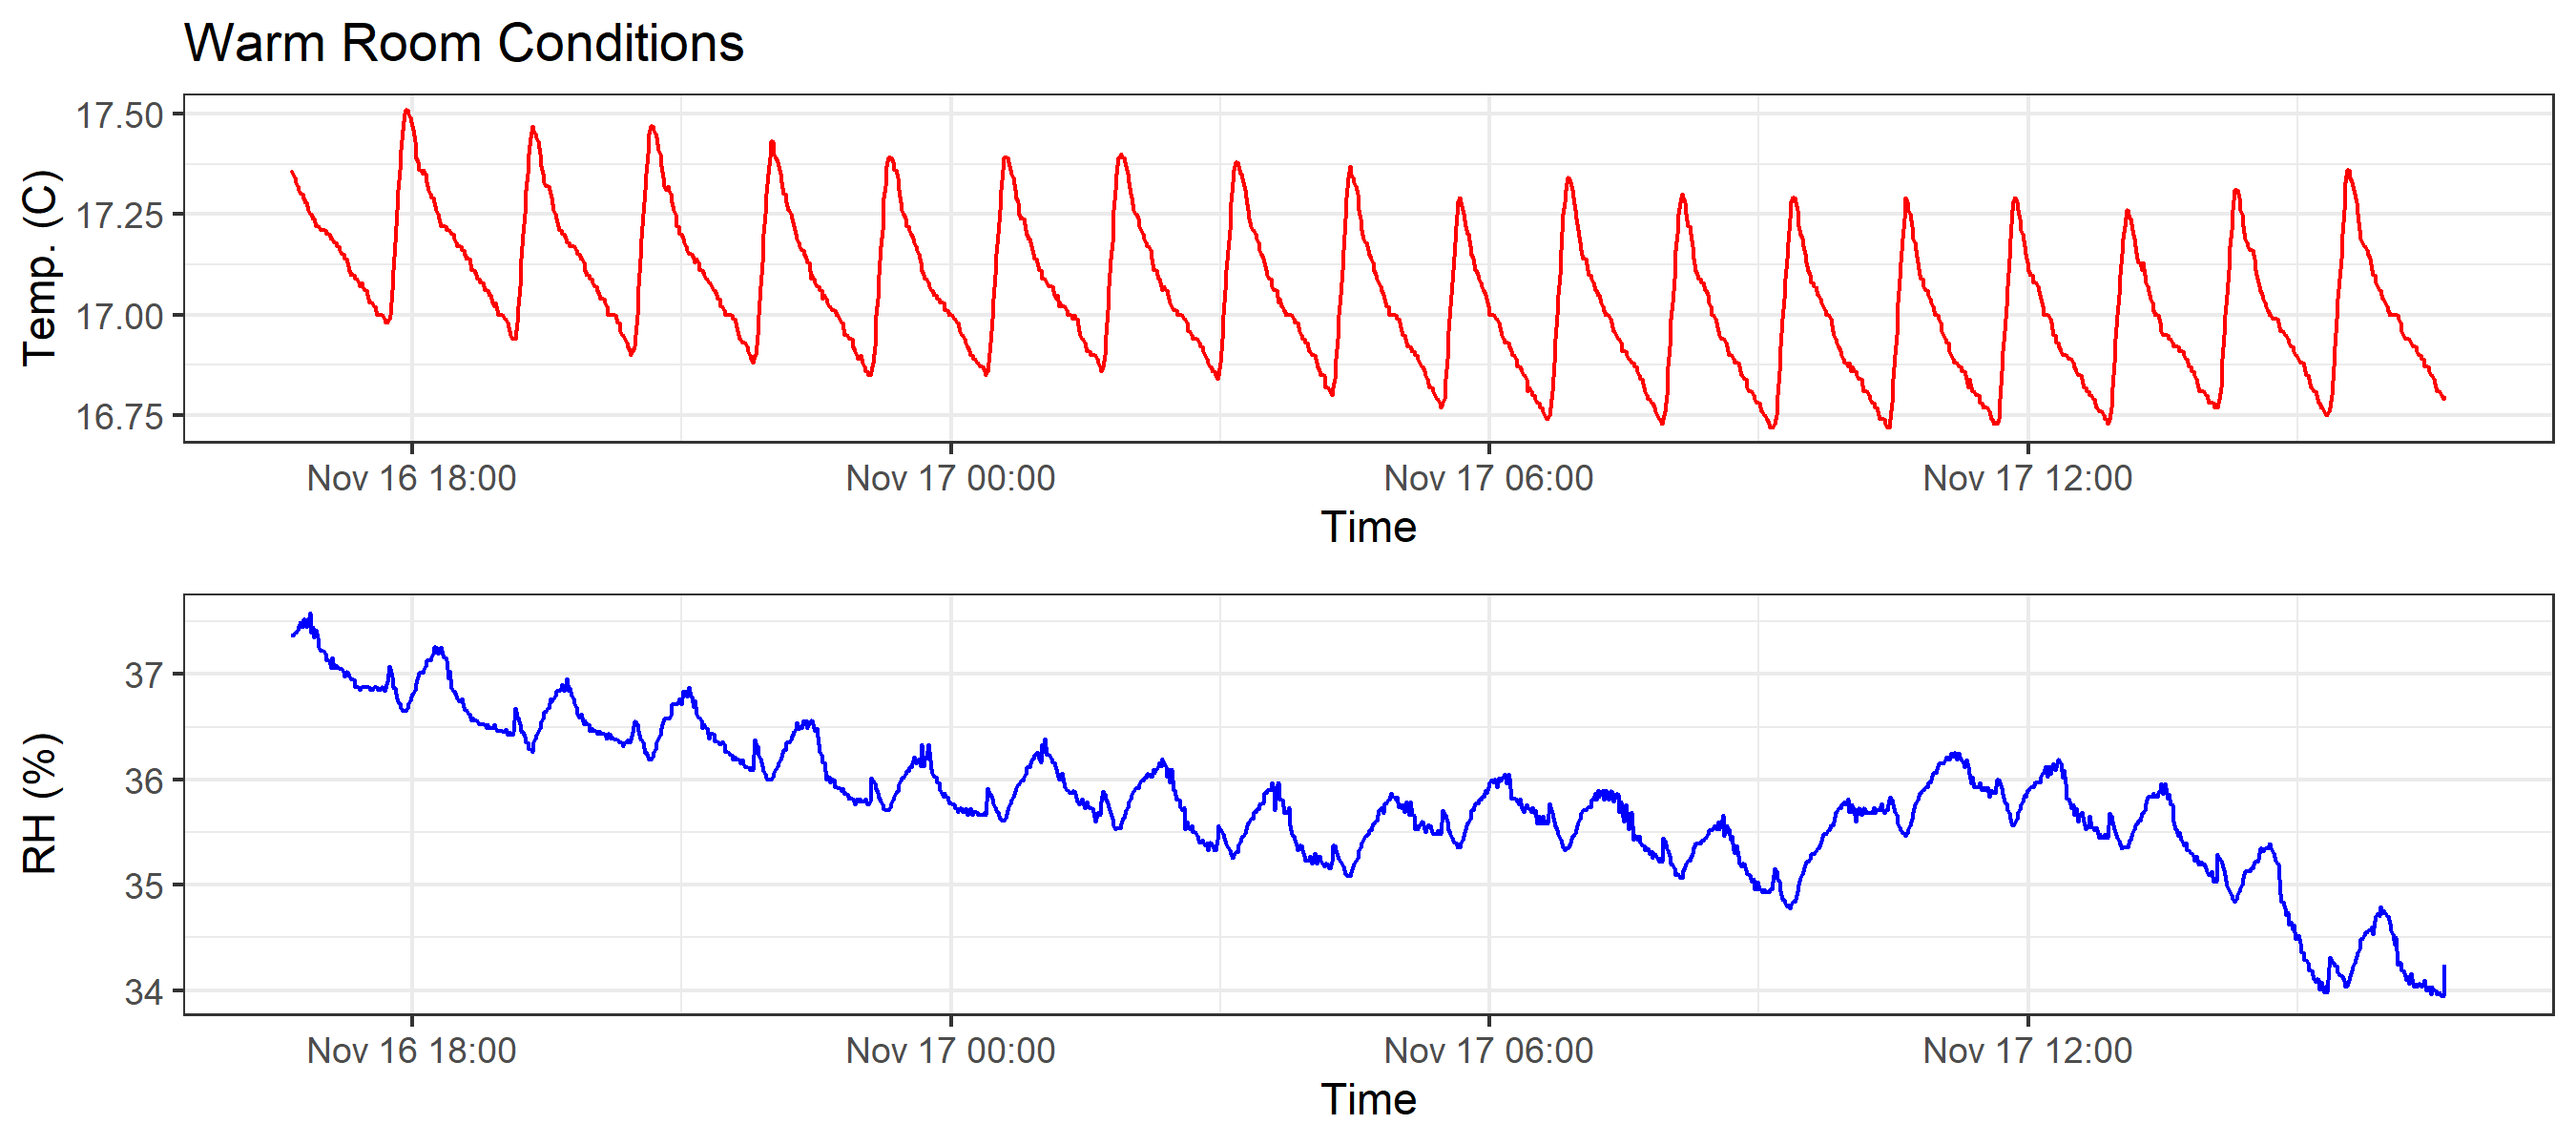 Warm Room Conditions
17.50
17.25
17.00
16.75
Temp. (C)
Nov 16 18:00 Nov 17 00:00 Nov 17 06:00 Nov 17 12:00
Time
37
36
35
34
RH (%)
Nov 16 18:00 Nov 17 00:00 Nov 17 06:00 Nov 17 12:00
Time